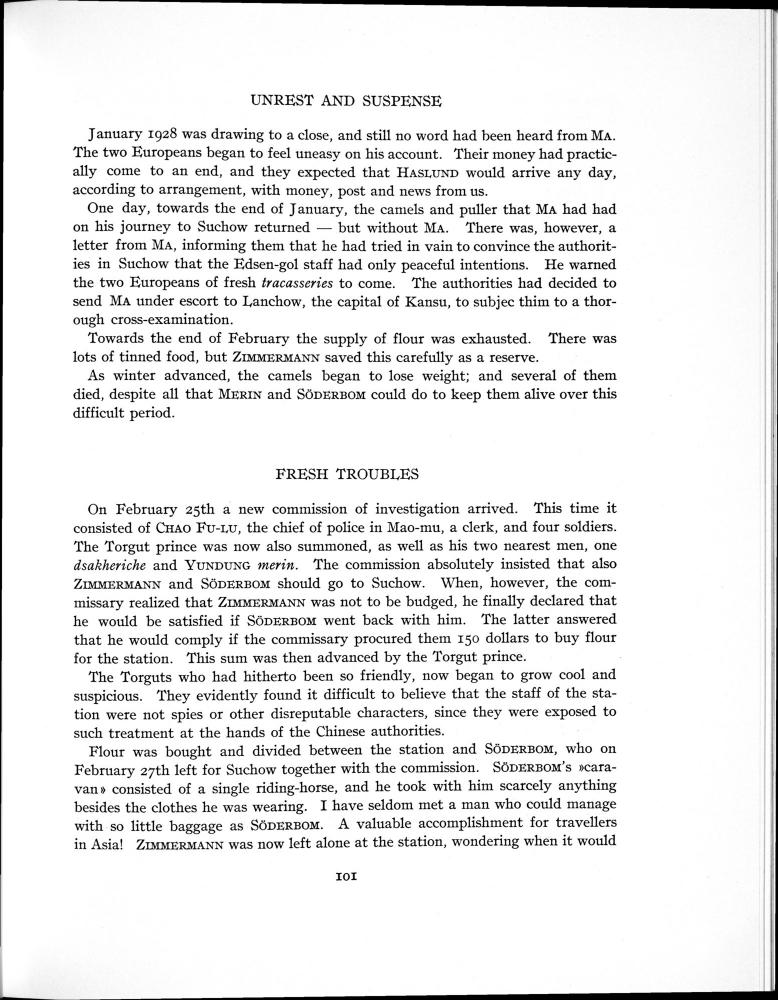 UNREST AND SUSPENSE
January 1928 was drawing to a close, and still no word had been heard from MA.
The two Europeans began to feel uneasy on his account. Their money had practic-
ally come to an end, and they expected that HASLUND would arrive any day,
according to arrangement, with money, post and news from us.
One day, towards the end of January, the camels and puller that MA had had
on his journey to Suchow returned — but without MA. There was, however, a
letter from MA, informing them that he had tried in vain to convince the authorit-
ies in Suchow that the Edsen-gol staff had only peaceful intentions. He warned
the two Europeans of fresh tracasseries to come. The authorities had decided to
send MA under escort to Lanchow, the capital of Kansu, to subjec thim to a thor-
ough cross-examination.
Towards the end of February the supply of flour was exhausted. There was
lots of tinned food, but ZIMMERMANN saved this carefully as a reserve.
As winter advanced, the camels began to lose weight; and several of them
died, despite all that MERIN and SÖDERBOM could do to keep them alive over this
difficult period.
FRESH TROUBLES
On February 25th a new commission of investigation arrived. This time it
consisted of CHAO FU-LU, the chief of police in Mao-mu, a clerk, and four soldiers.
The Torgut prince was now also summoned, as well as his two nearest men, one
dsakheriche and YUNDUNG merin. The commission absolutely insisted that also
ZIMMERMANN and SÖDERBOM should go to Suchow. When, however, the com-
missary realized that ZIMMERMANN was not to be budged, he finally declared that
he would be satisfied if SÖDERBOM went back with him. The latter answered
that he would comply if the commissary procured them 150 dollars to buy flour
for the station. This sum was then advanced by the Torgut prince.
The Torguts who had hitherto been so friendly, now began to grow cool and
suspicious. They evidently found it difficult to believe that the staff of the sta-
tion were not spies or other disreputable characters, since they were exposed to
such treatment at the hands of the Chinese authorities.
Flour was bought and divided between the station and SÖDERBOM, who on
February 27th left for Suchow together with the commission. SÖDERBOM's »cara-
van» consisted of a single riding-horse, and he took with him scarcely anything
besides the clothes he was wearing. I have seldom met a man who could manage
with so little baggage as SÖDERBOM. A valuable accomplishment for travellers
in Asia! ZIMMERMANN was now left alone at the station, wondering when it would
101